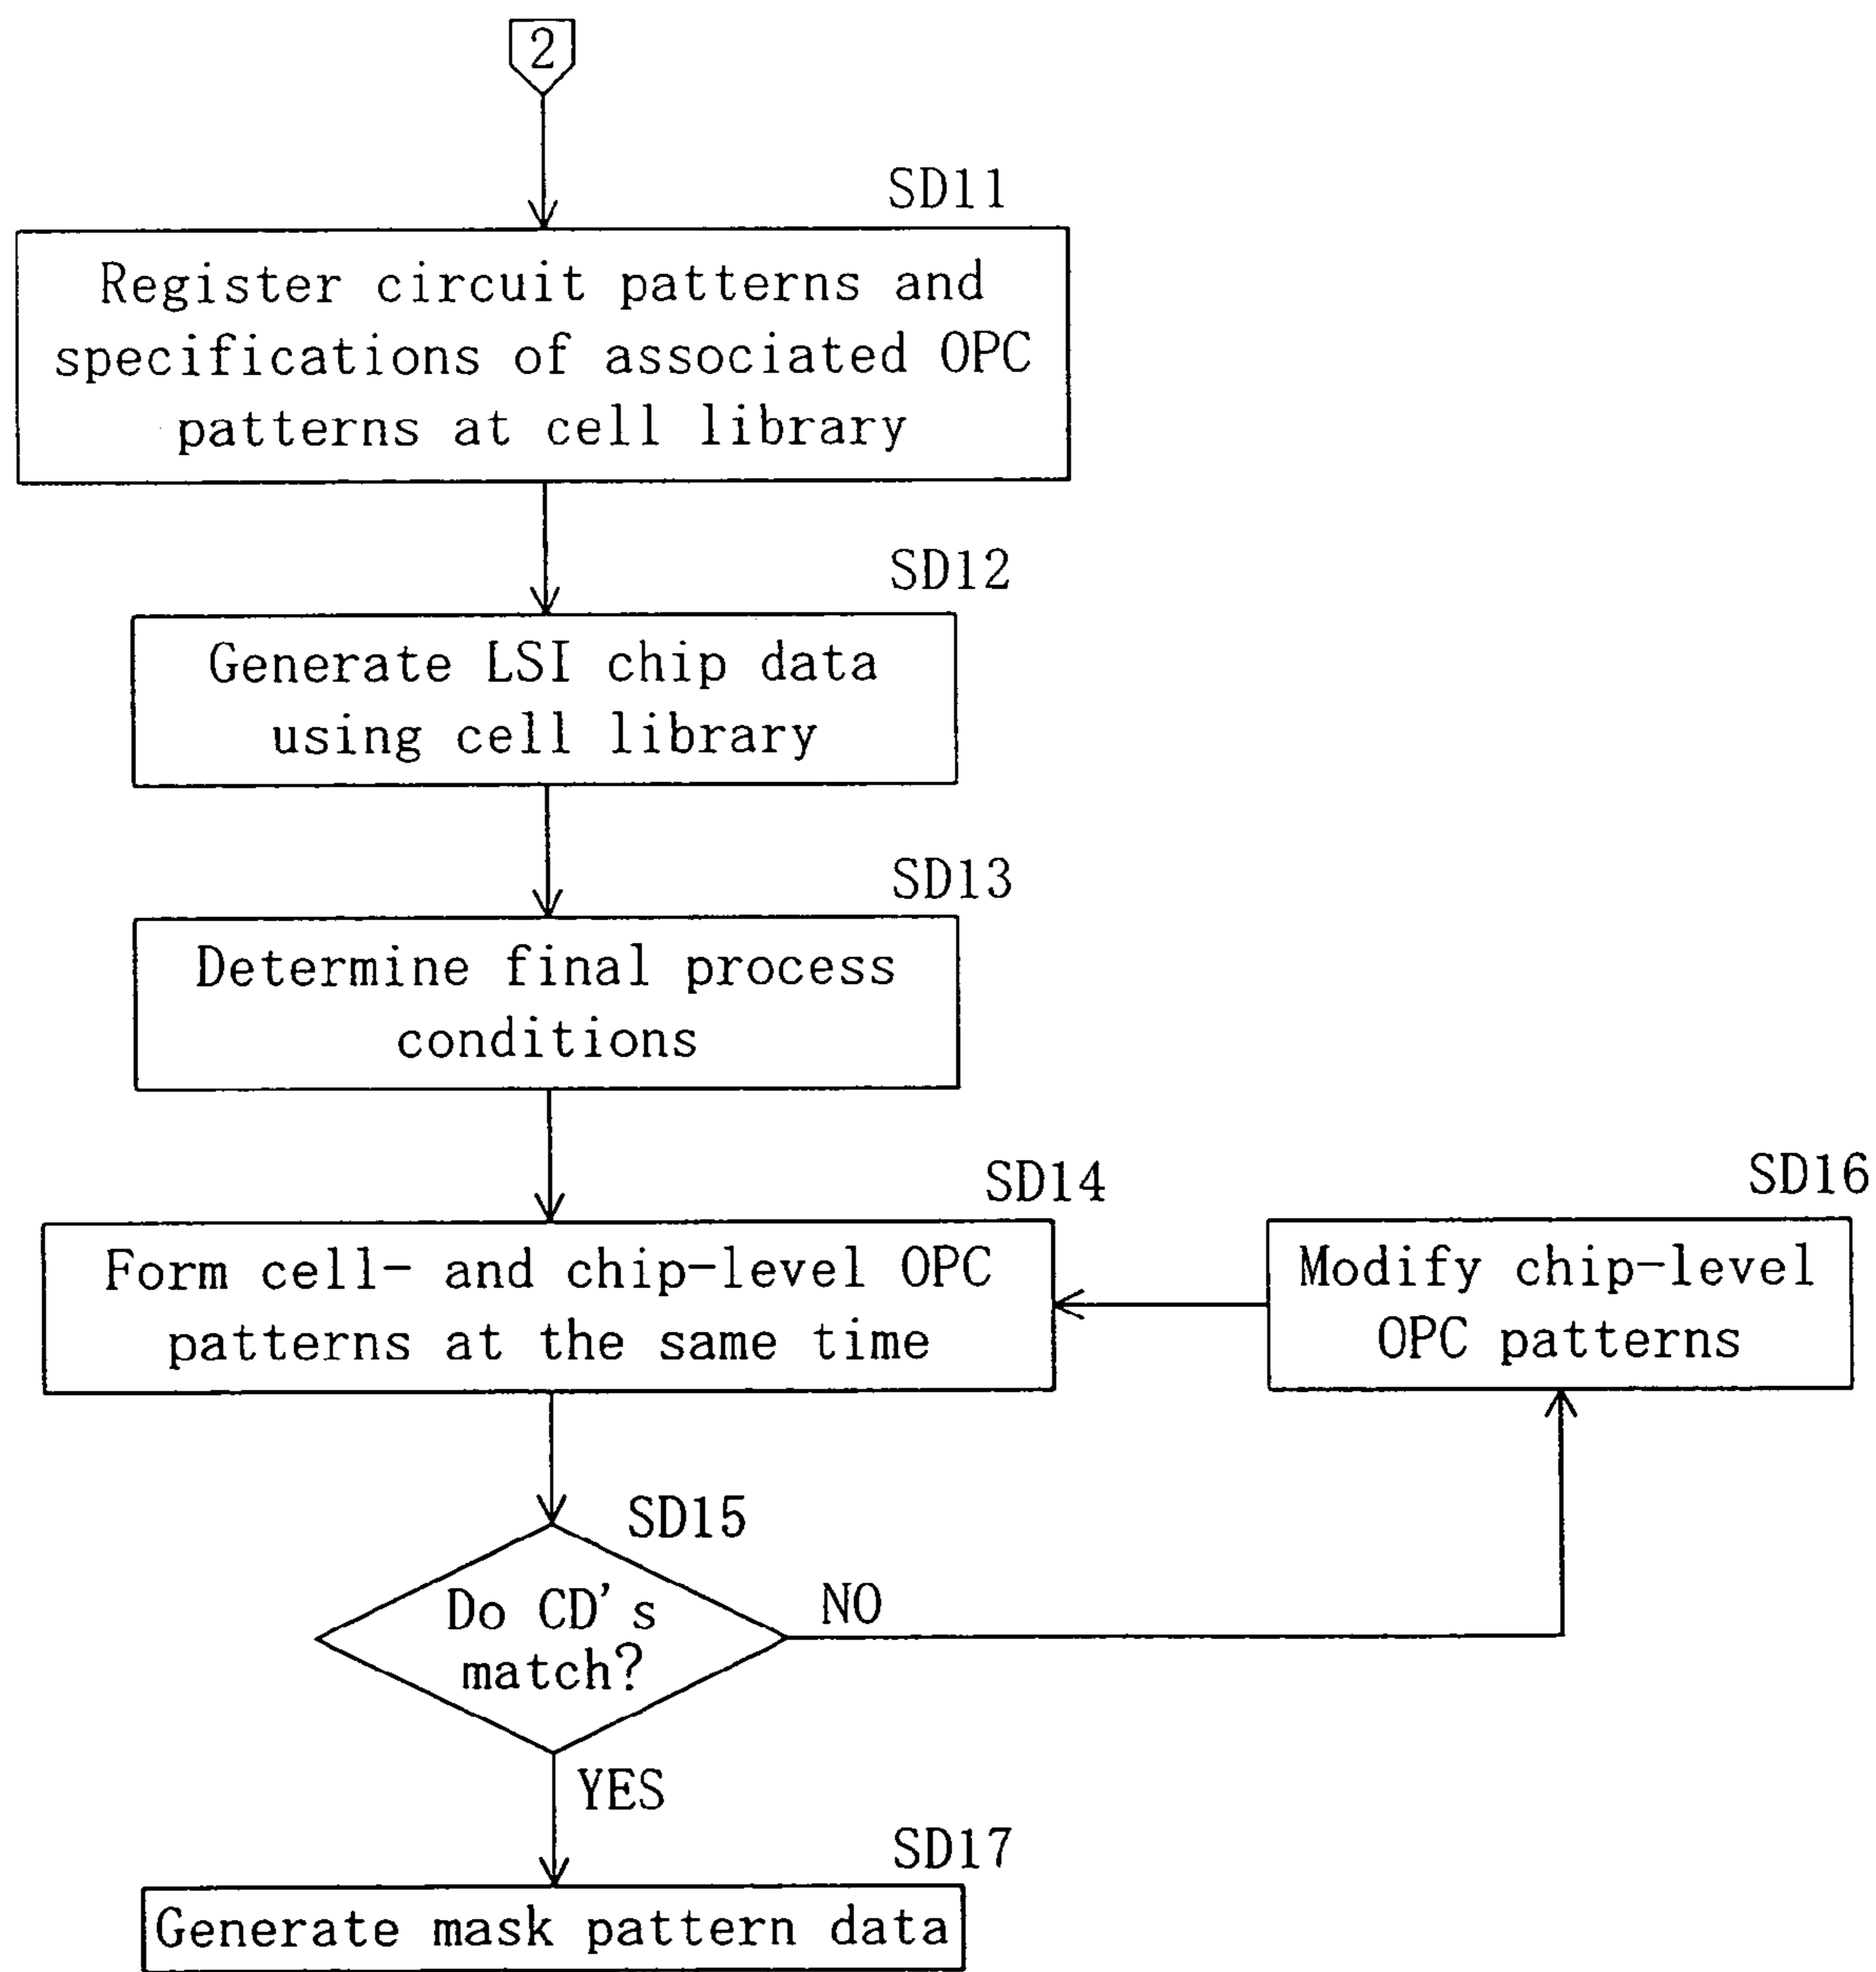 2
SD11
Register circuit patterns and
specifications of associated OPC
patterns at cell library
SD12
Generate LSI chip data
using cell library
SD13
Determine final process
conditions
SD14
Form cell- and chip-level OPC
patterns at the same time
SD16
Modify chip-level
OPC patterns
SD15
Do CD's
match?
NO
YES
SD17
Generate mask pattern data